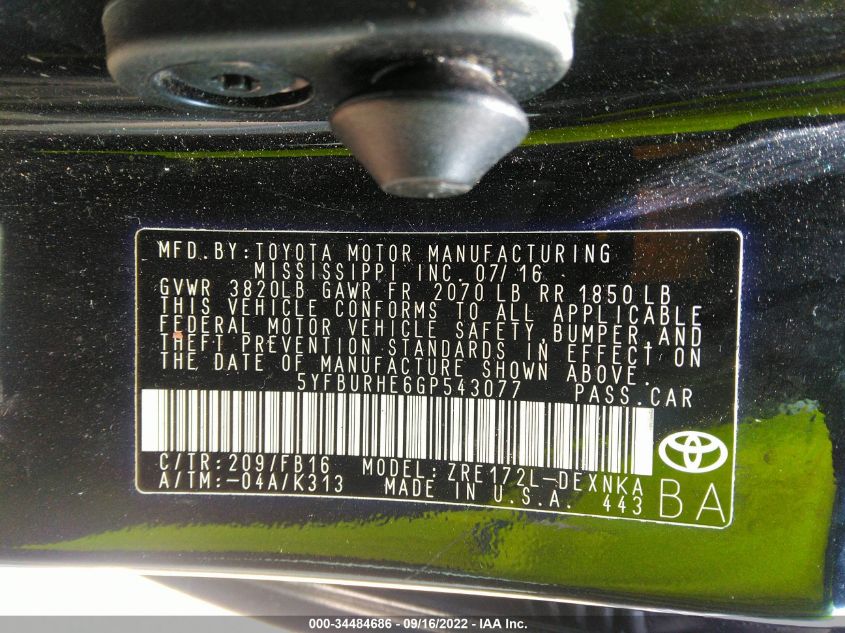 MFD.BY:TOYOTA MOTOR MANUFACTURING
MISSISSIPPI INC. 07/16
GVWR 3820LB GAWR FR 2070 LB RR 1850 LB
THIS VEHICLE CONFORMS TO ALL APPLICABLE
FEDERAL MOTOR VEHICLE SAFETY,BUMPER,AND
THEFT PREVENTION STANDARDS IN EFFECT ON
THE DATE OF MANUFACTURE SHOWN ABOVE.
5YFBURHE6GP543077 PASS.CAR
C/TR:209/FB16 MODEL:ZRE172L-DEXNKA
A/TM:-04A/K313 MADE IN U.S.A. 443 BA
000-34484686 - 09/16/2022 - IAA Inc.